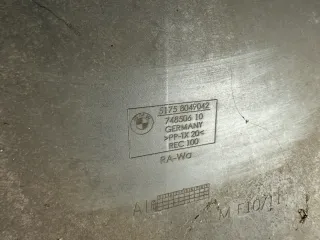 5175 8049042
748506 10
GERMANY
>PP-TX 20<
REC 100
RA-Wa